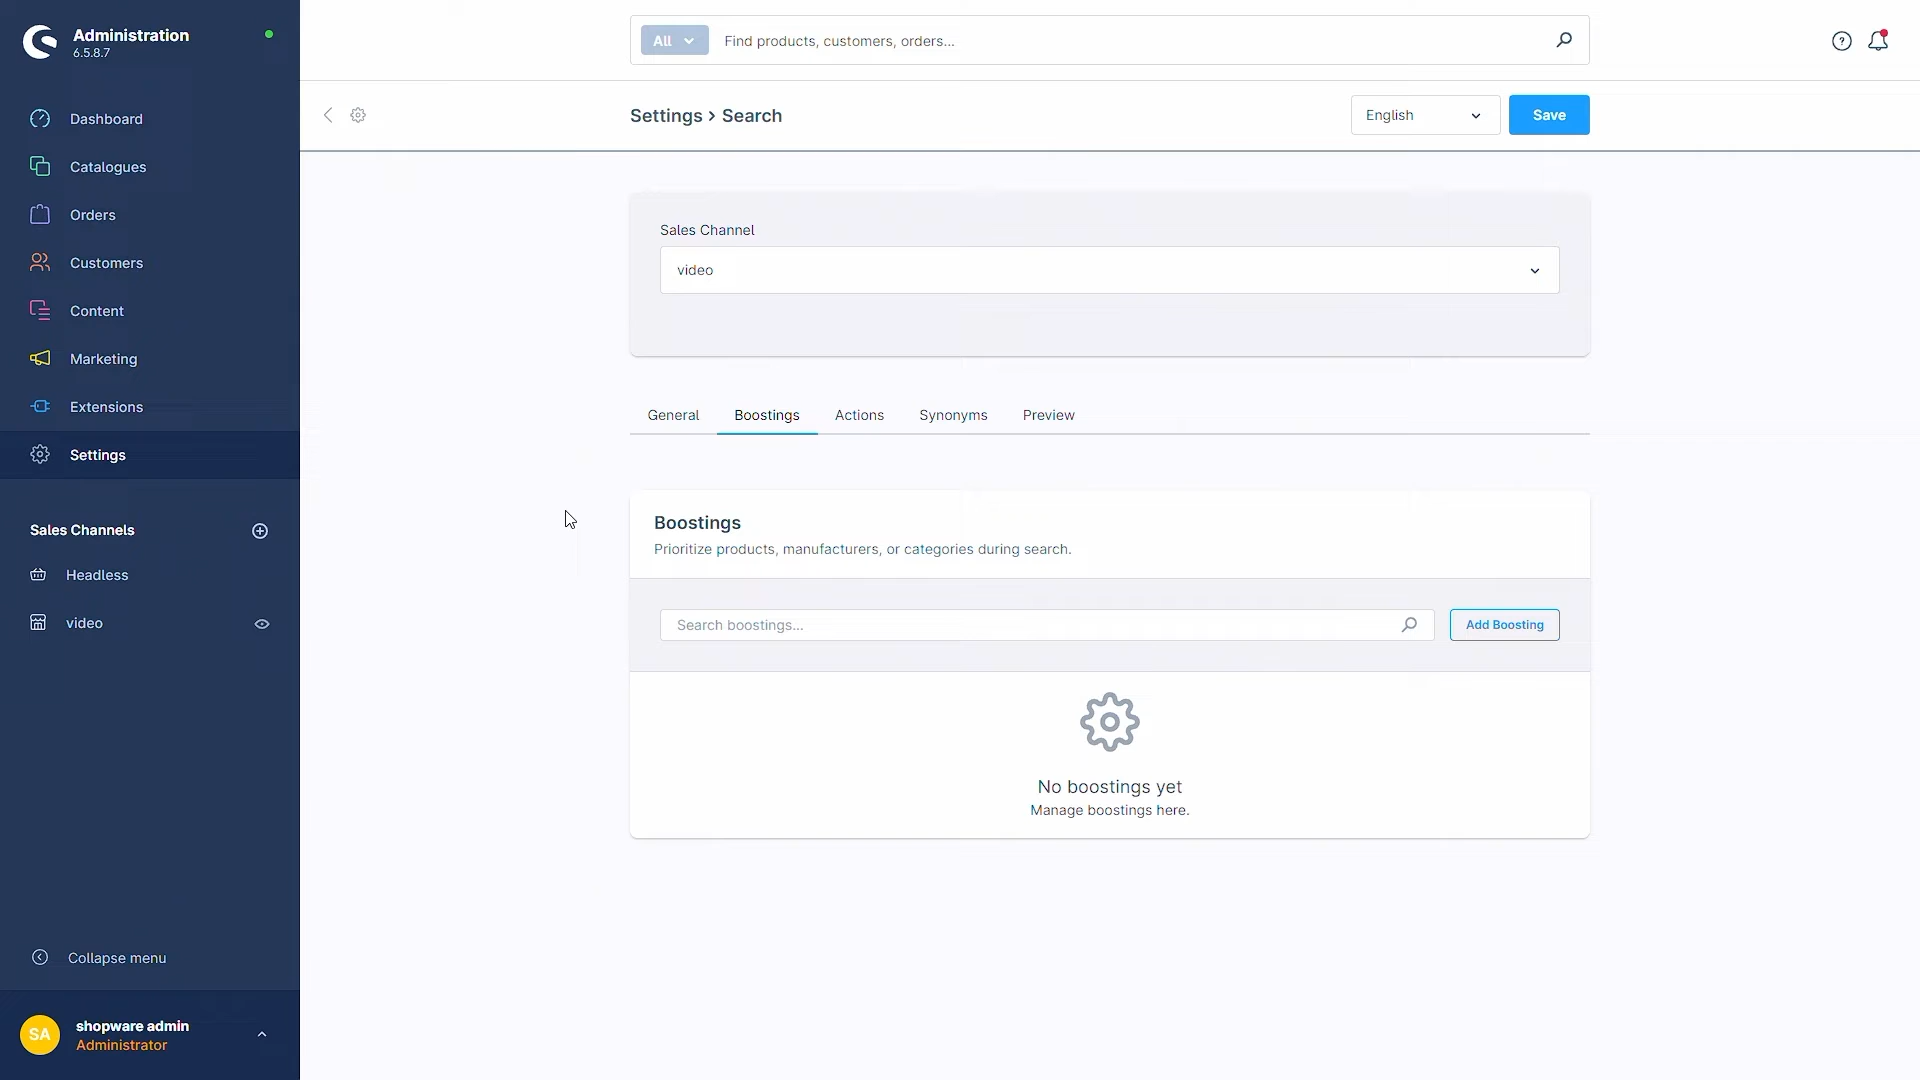 Administration
6.5.8.7
Dashboard
Catalogues
Orders
Customers
Content
Marketing
Extensions
Settings
Sales Channels
Headless
video
Collapse menu
SA
shopware admin
Administrator
All
Find products, customers, orders...
Settings > Search
English
Save
Sales Channel
video
General
Boostings
Actions
Synonyms
Preview
Boostings
Prioritize products, manufacturers, or categories during search.
Search boostings...
Add Boosting
No boostings yet
Manage boostings here.